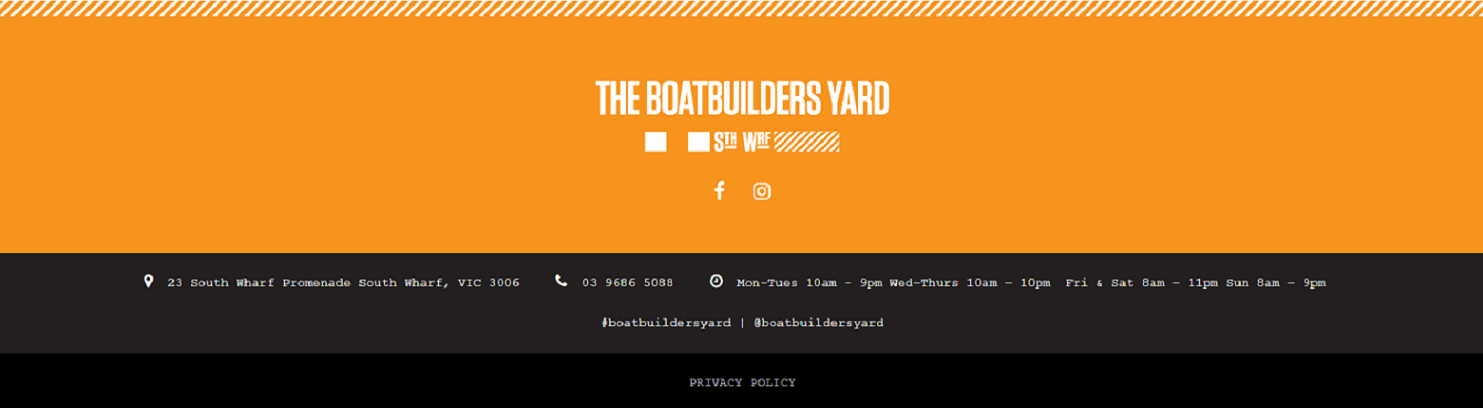 THE BOATBUILDERS YARD
STH WRF
23 South Wharf Promenade South Wharf, VIC 3006 03 9686 5088 Mon-Tues 10am - 9pm Wed-Thurs 10am – 10pm Fri & Sat 8am – 11pm Sun 8am – 9pm
#boatbuildersyard | @boatbuildersyard
PRIVACY POLICY